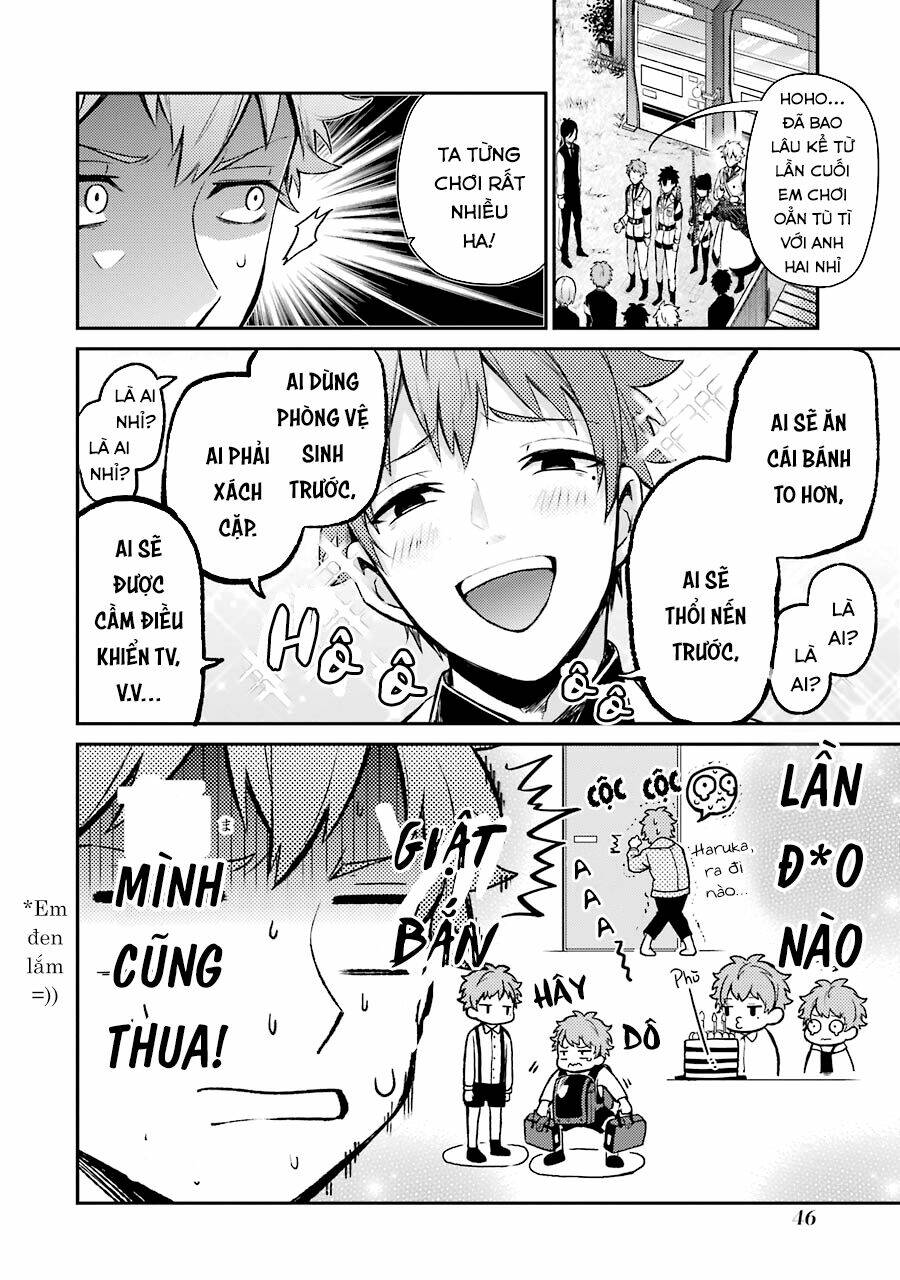 HOHO...
ĐÃ BAO
LÂU KỂ TỪ
LẦN CUỐI
EM CHƠI
OẲN TÙ TÌ
VỚI ANH
HAI NHỈ
TA TỪNG
CHƠI RẤT
NHIỀU
HA!
AI SẼ ĂN
CÁI BÁNH
TO HƠN,
AI SẼ
THỔI NẾN
TRƯỚC,
LÀ
AI?
LÀ
AI?
AI DÙNG
PHÒNG VỆ
SINH
TRƯỚC,
AI PHẢI
XÁCH
CẶP.
LÀ AI
NHỈ?
LÀ AI
NHỈ?
AI SẼ
ĐƯỢC
CẦM ĐIỀU
KHIỂN TV,
V.V...
HÔ
Ô
Ô
Ô
Ô
LẦN
Đ*O
NÀO
CỘC CỘC
Haruka,
ra đi
nào...
A
A
A
A
Phù
HÂY
DÔ
GIẬT
BẮN
ま
MÌNH
CŨNG
THUA!
*Em
đen
lắm
=))
46